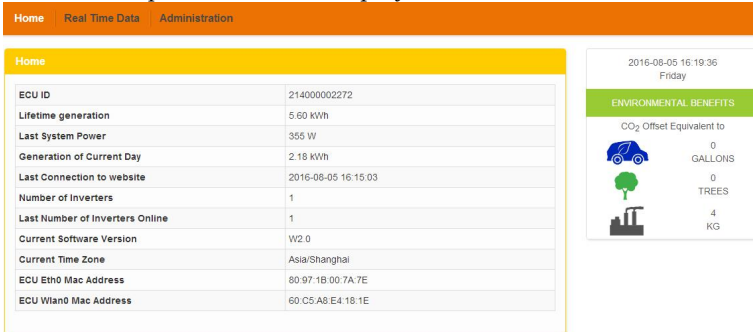 Home Real Time Data Administration
Home
ECU ID 214000002272
Lifetime generation 5.60 kWh
Last System Power 355 W
Generation of Current Day 2.18 kWh
Last Connection to website 2016-08-05 16:15:03
Number of Inverters 1
Last Number of Inverters Online 1
Current Software Version W2.0
Current Time Zone Asia/Shanghai
ECU Eth0 Mac Address 80:97:1B:00:7A:7E
ECU Wlan0 Mac Address 60:C5:A8:E4:18:1E
2016-08-05 16:19:36
Friday
ENVIRONMENTAL BENEFITS
CO2 Offset Equivalent to
0
GALLONS
0
TREES
4
KG